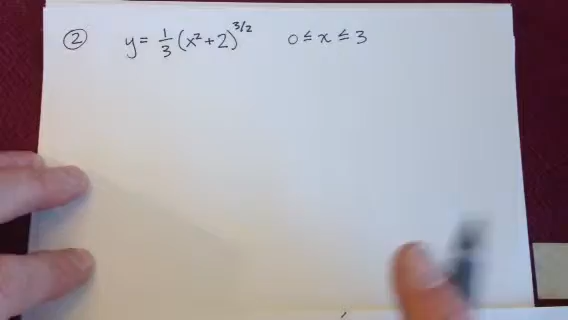 ② y = 1/3 (x² + 2)^3/2 0 ≤ x ≤ 3